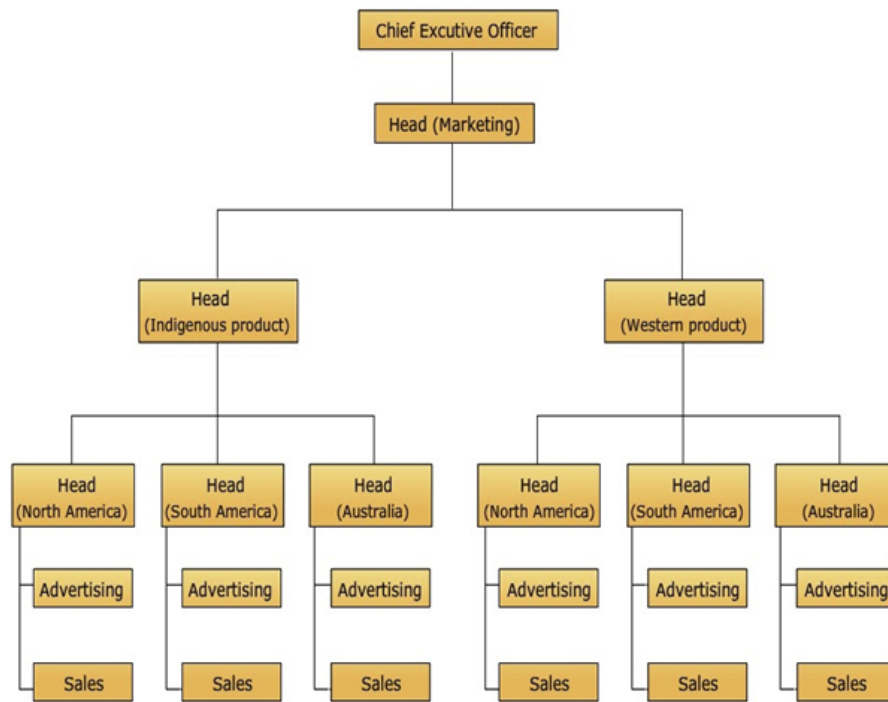 Chief Excutive Officer
Head (Marketing)
Head
(Indigenous product)
Head
(Western product)
Head
(North America)
Head
(South America)
Head
(Australia)
Head
(North America)
Head
(South America)
Head
(Australia)
Advertising
Advertising
Advertising
Advertising
Advertising
Advertising
Sales
Sales
Sales
Sales
Sales
Sales